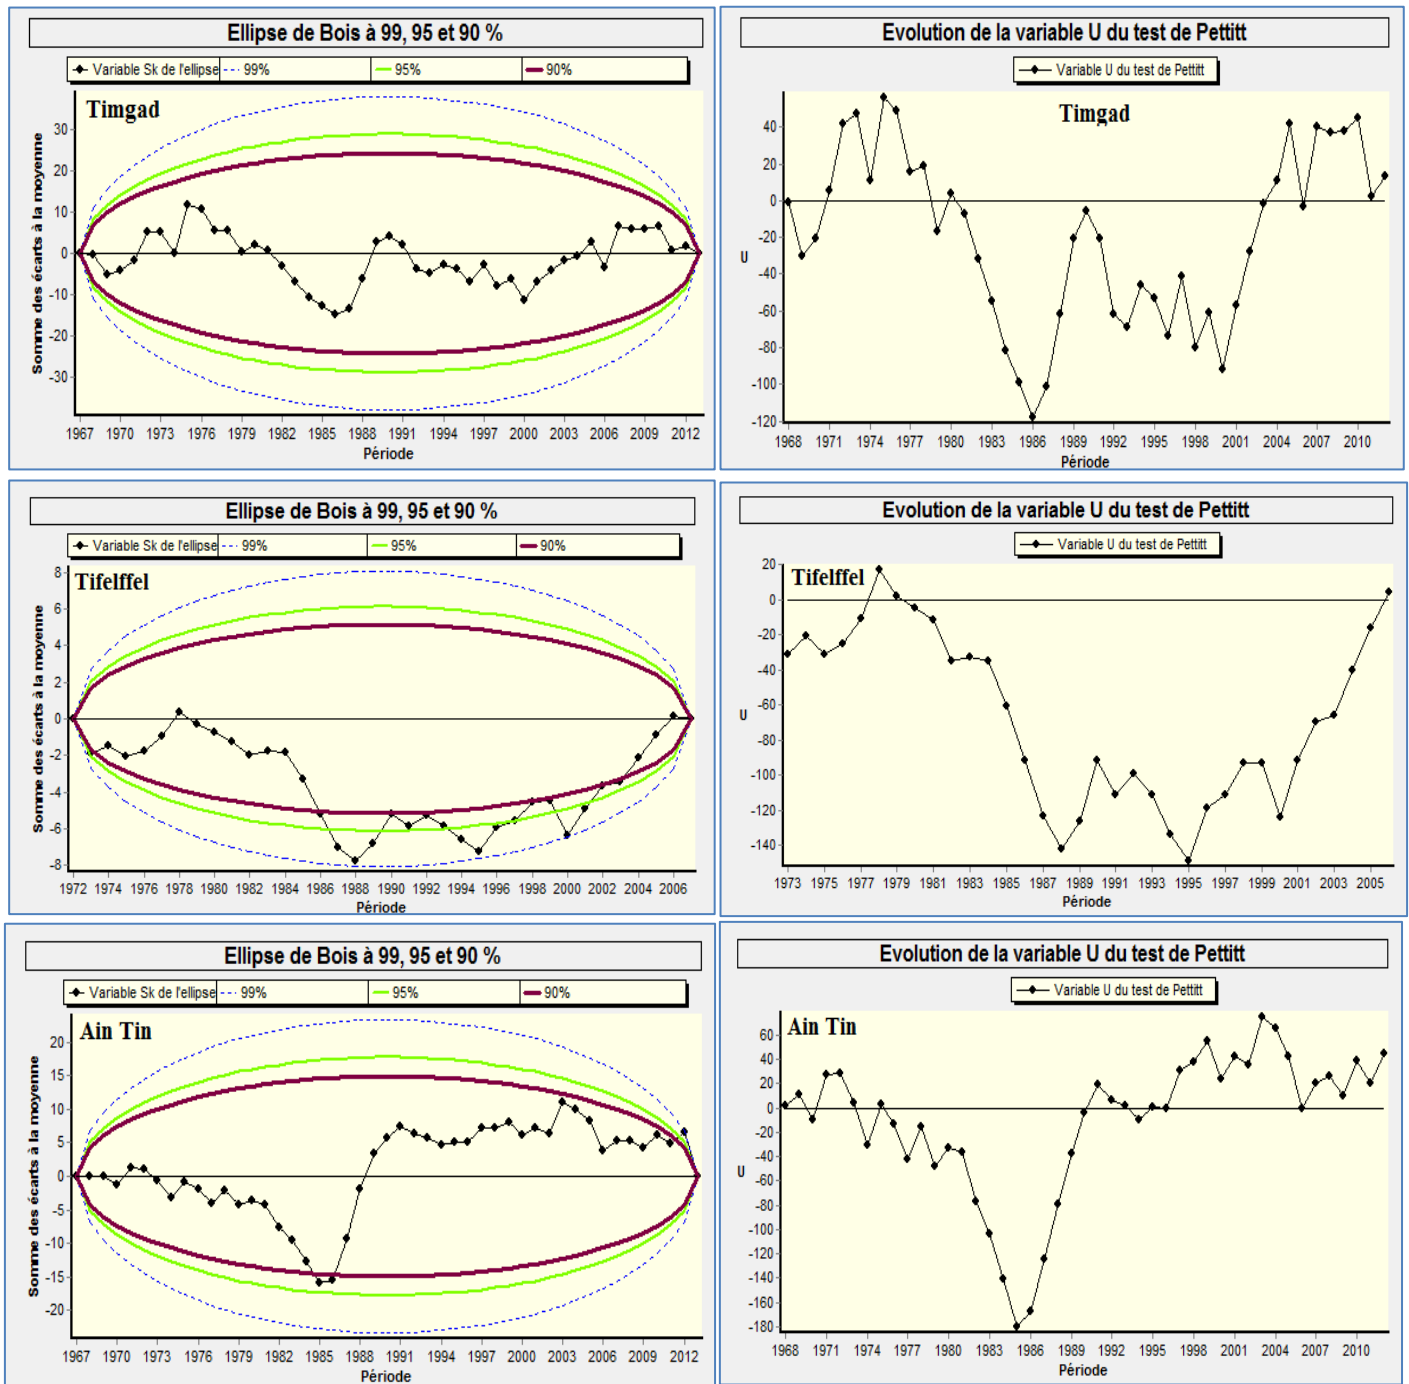 Ellipse de Bois à 99, 95 et 90 %
Variable Sk de l'ellipse 99% 95% 90%
Timgad
Somme des écarts à la moyenne
30
20
10
0
-10
-20
-30
1967 1970 1973 1976 1979 1982 1985 1988 1991 1994 1997 2000 2003 2006 2009 2012
Période
Evolution de la variable U du test de Pettitt
Variable U du test de Pettitt
Timgad
U
40
20
0
-20
-40
-60
-80
-100
-120
1968 1971 1974 1977 1980 1983 1986 1989 1992 1995 1998 2001 2004 2007 2010
Période
Ellipse de Bois à 99, 95 et 90 %
Variable Sk de l'ellipse 99% 95% 90%
Tifelffel
Somme des écarts à la moyenne
8
6
4
2
0
-2
-4
-6
-8
1972 1974 1976 1978 1980 1982 1984 1986 1988 1990 1992 1994 1996 1998 2000 2002 2004 2006
Période
Evolution de la variable U du test de Pettitt
Variable U du test de Pettitt
Tifelffel
U
20
0
-20
-40
-60
-80
-100
-120
-140
1973 1975 1977 1979 1981 1983 1985 1987 1989 1991 1993 1995 1997 1999 2001 2003 2005
Période
Ellipse de Bois à 99, 95 et 90 %
Variable Sk de l'ellipse 99% 95% 90%
Ain Tin
Somme des écarts à la moyenne
20
15
10
5
0
-5
-10
-15
-20
1967 1970 1973 1976 1979 1982 1985 1988 1991 1994 1997 2000 2003 2006 2009 2012
Période
Evolution de la variable U du test de Pettitt
Variable U du test de Pettitt
Ain Tin
U
60
40
20
0
-20
-40
-60
-80
-100
-120
-140
-160
-180
1968 1971 1974 1977 1980 1983 1986 1989 1992 1995 1998 2001 2004 2007 2010
Période